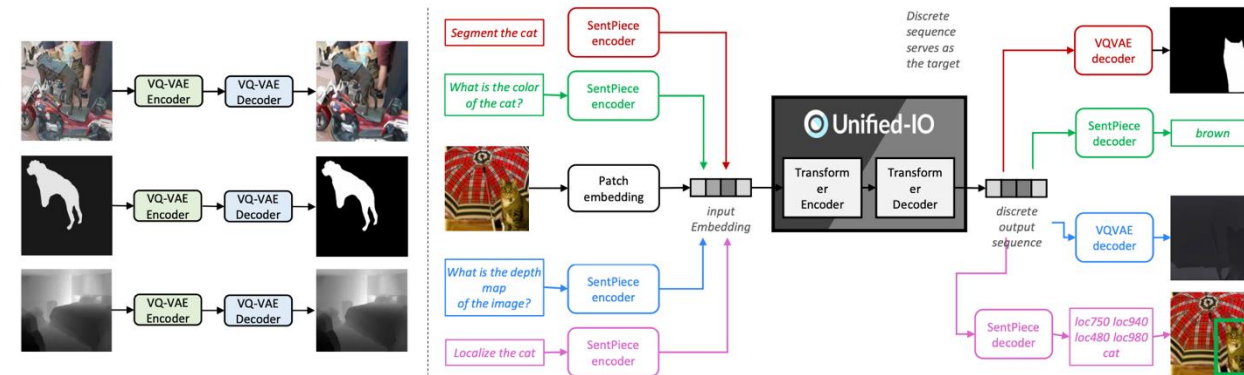 VQ-VAE
Encoder
VQ-VAE
Decoder
VQ-VAE
Encoder
VQ-VAE
Decoder
VQ-VAE
Encoder
VQ-VAE
Decoder
Segment the cat
SentPiece
encoder
What is the color
of the cat?
SentPiece
encoder
Patch
embedding
input
Embedding
What is the depth
map
of the image?
SentPiece
encoder
Localize the cat
SentPiece
encoder
Unified-IO
Transform
er
Encoder
Transform
er
Decoder
Discrete
sequence
serves as
the target
discrete
output
sequence
VQVAE
decoder
SentPiece
decoder
brown
VQVAE
decoder
SentPiece
decoder
loc750 loc940
loc480 loc980
cat